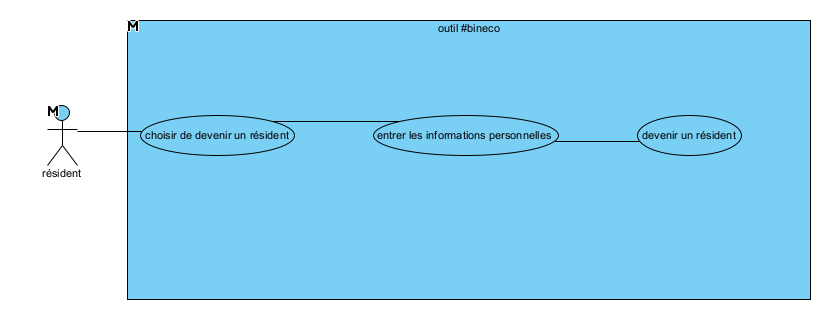 M
outil #bineco
M
choisir de devenir un résident
entrer les informations personnelles
devenir un résident
résident